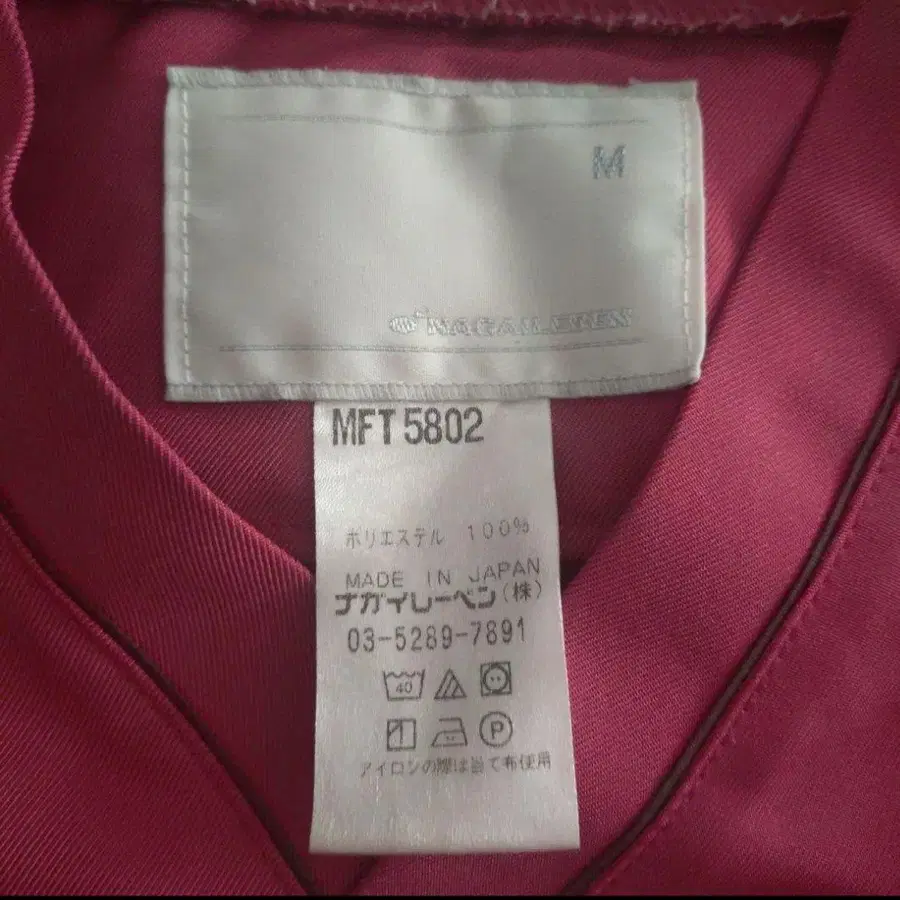 M
NAGAILEBEN
MFT 5802
ポリエステル 100%
MADE IN JAPAN
ナガイレーベン(株)
03-5289-7891
40
P
アイロンの際は当て布使用